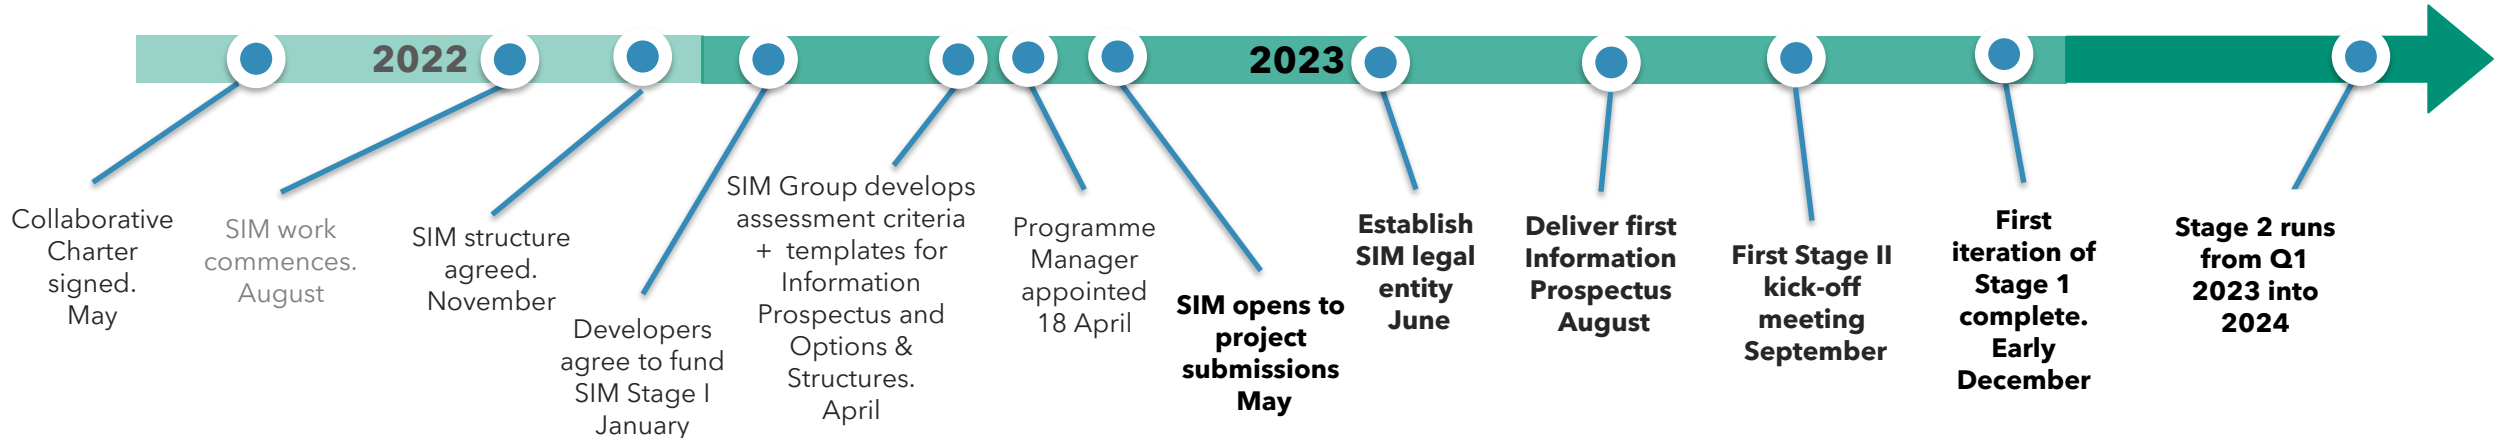 2022
2023
Collaborative
Charter
signed.
May
SIM work
commences.
August
SIM structure
agreed.
November
Developers
agree to fund
SIM Stage I
January
SIM Group develops
assessment criteria
+ templates for
Information
Prospectus and
Options &
Structures.
April
Programme
Manager
appointed
18 April
SIM opens to
project
submissions
May
Establish
SIM legal
entity
June
Deliver first
Information
Prospectus
August
First Stage II
kick-off
meeting
September
First
iteration of
Stage 1
complete.
Early
December
Stage 2 runs
from Q1
2023 into
2024